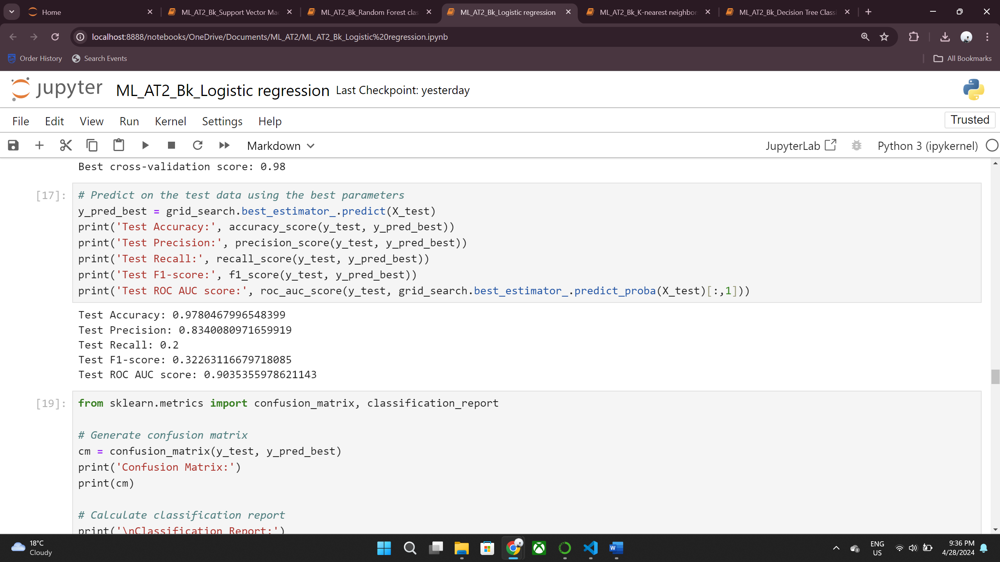 Home
ML_AT2_Bk_Support Vector Mac
ML_AT2_Bk_Random Forest clas
ML_AT2_Bk_Logistic regression
ML_AT2_Bk_K-nearest neighbor
ML_AT2_Bk_Decision Tree Classi
localhost:8888/notebooks/OneDrive/Documents/ML_AT2/ML_AT2_Bk_Logistic%20regression.ipynb
Order History
Search Events
All Bookmarks
jupyter
ML_AT2_Bk_Logistic regression
Last Checkpoint: yesterday
File Edit View Run Kernel Settings Help
Trusted
Markdown
JupyterLab
Python 3 (ipykernel)
Best cross-validation score: 0.98
[17]:
# Predict on the test data using the best parameters
y_pred_best = grid_search.best_estimator_.predict(X_test)
print('Test Accuracy:', accuracy_score(y_test, y_pred_best))
print('Test Precision:', precision_score(y_test, y_pred_best))
print('Test Recall:', recall_score(y_test, y_pred_best))
print('Test F1-score:', f1_score(y_test, y_pred_best))
print('Test ROC AUC score:', roc_auc_score(y_test, grid_search.best_estimator_.predict_proba(X_test)[:,1]))
Test Accuracy: 0.9780467996548399
Test Precision: 0.8340080971659919
Test Recall: 0.2
Test F1-score: 0.32263116679718085
Test ROC AUC score: 0.9035355978621143
[19]:
from sklearn.metrics import confusion_matrix, classification_report
# Generate confusion matrix
cm = confusion_matrix(y_test, y_pred_best)
print('Confusion Matrix:')
print(cm)
# Calculate classification report
print('\nClassification Report:')
18°C
Cloudy
ENG
US
9:36 PM
4/28/2024